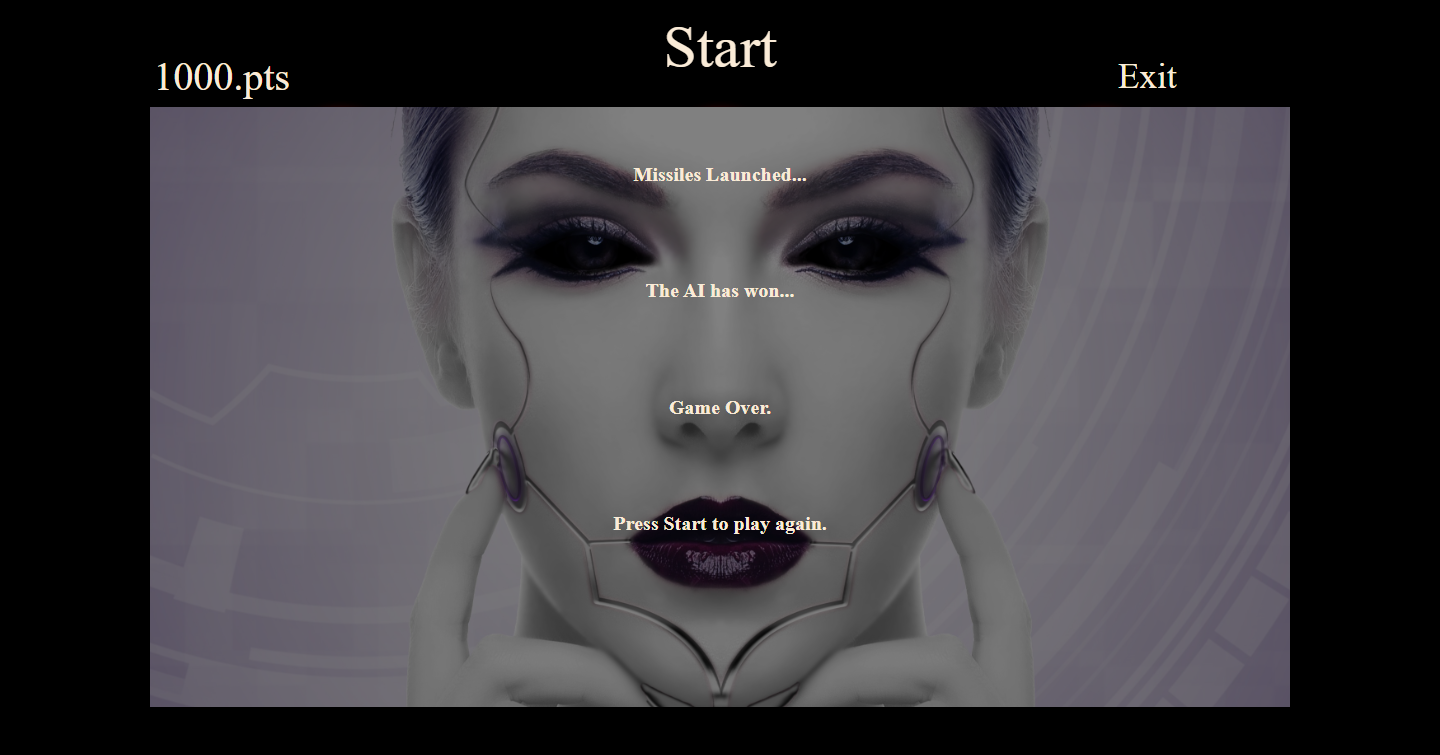 Start
1000.pts
Exit
Missiles Launched...
The AI has won...
Game Over.
Press Start to play again.